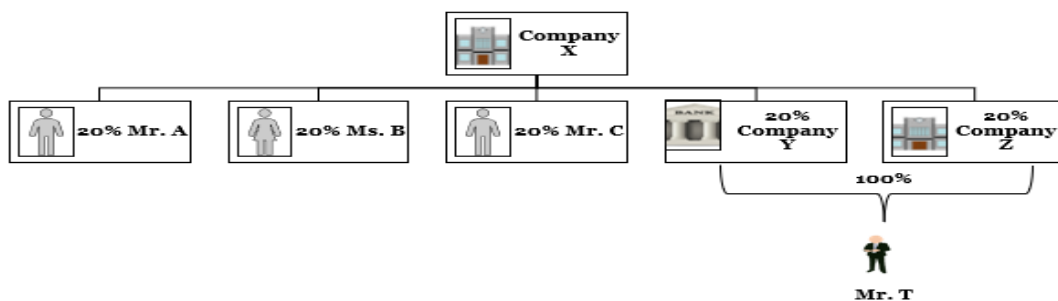 Company
X
20% Mr. A
20% Ms. B
20% Mr. C
BANK
20%
Company
Y
20%
Company
Z
100%
Mr. T